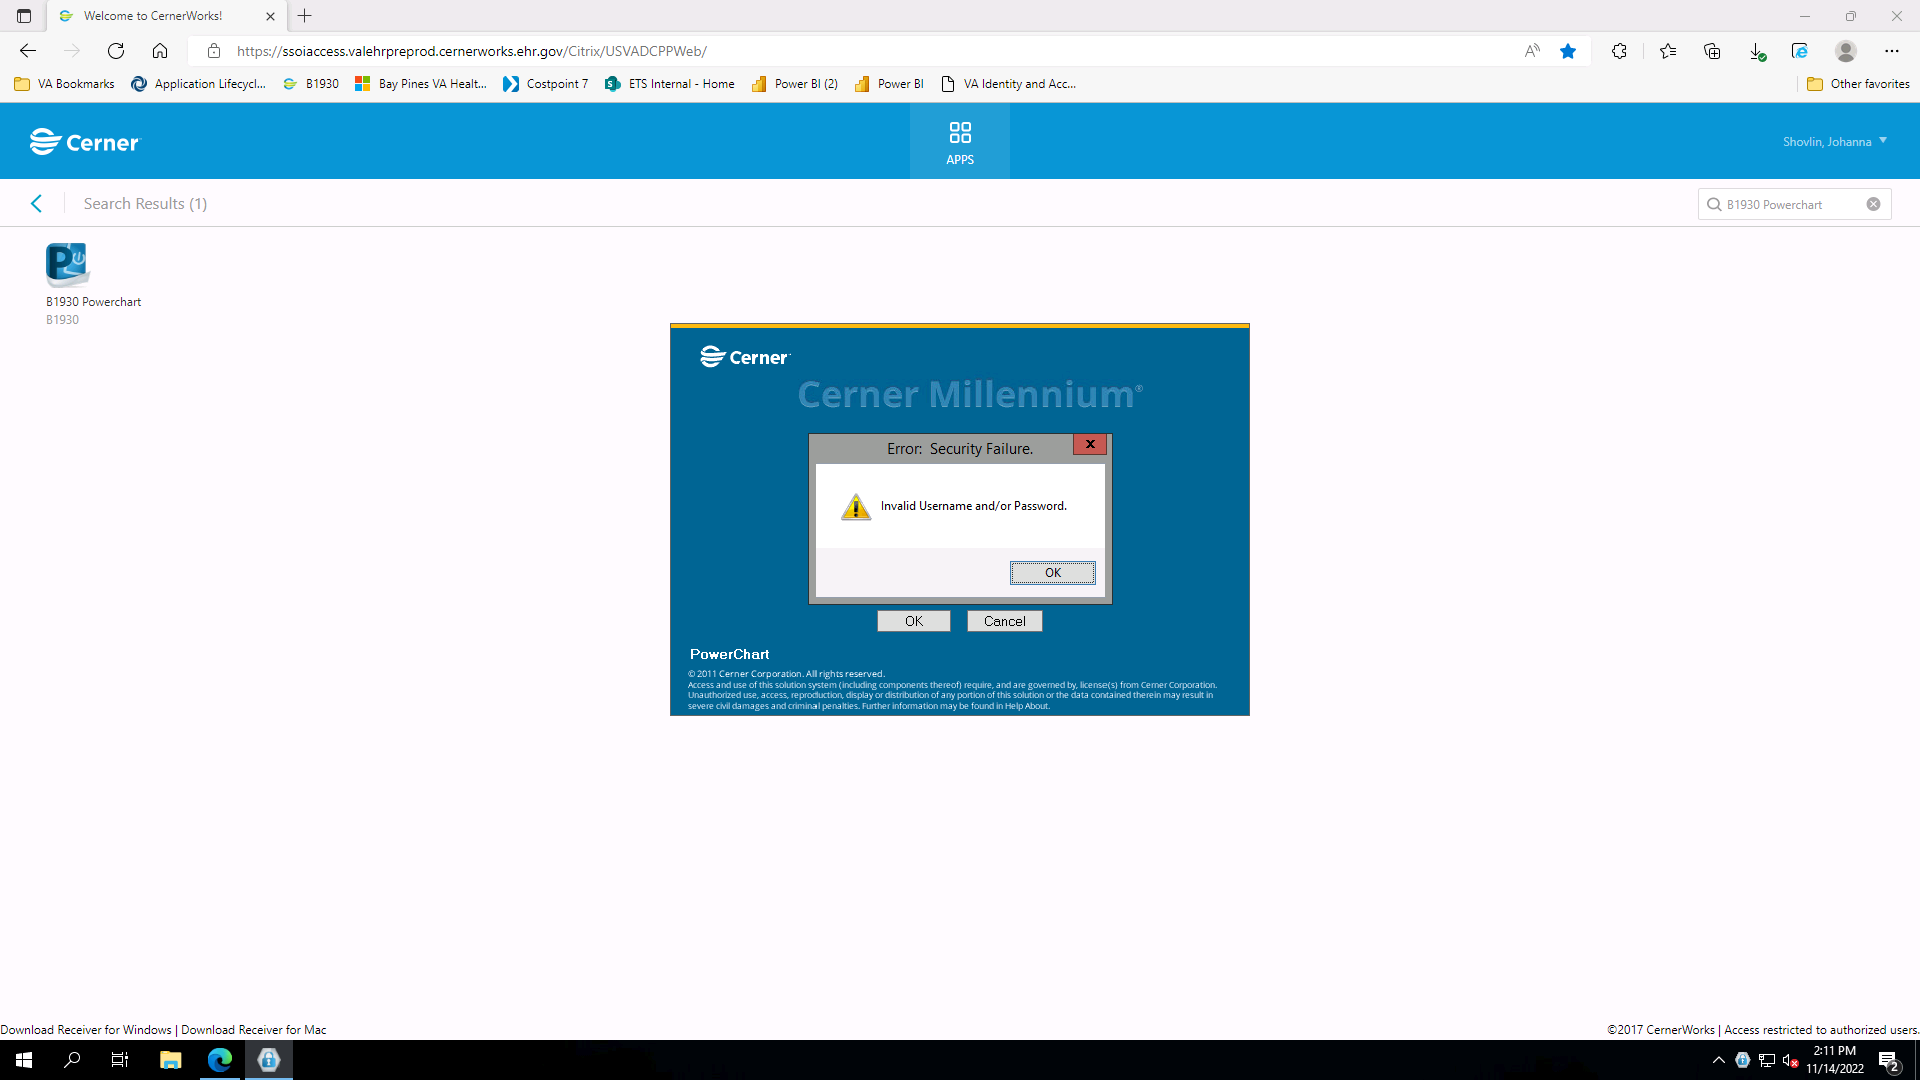 Welcome to CernerWorks!
https://ssoiaccess.valehrpreprod.cernerworks.ehr.gov/Citrix/USVADCPPWeb/
VA Bookmarks
Application Lifecycl...
B1930
Bay Pines VA Healt...
Costpoint 7
ETS Internal - Home
Power BI (2)
Power BI
VA Identity and Acc...
Other favorites
Cerner
APPS
Shovlin, Johanna
Search Results (1)
B1930 Powerchart
B1930 Powerchart
B1930
Cerner
Cerner Millennium®
Error: Security Failure.
x
Invalid Username and/or Password.
OK
OK
Cancel
PowerChart
© 2011 Cerner Corporation. All rights reserved.
Access and use of this solution system (including components thereof) require, and are governed by, license(s) from Cerner Corporation.
Unauthorized use, access, reproduction, display or distribution of any portion of this solution or the data contained therein may result in
severe civil damages and criminal penalties. Further information may be found in Help About.
Download Receiver for Windows | Download Receiver for Mac
©2017 CernerWorks | Access restricted to authorized users.
2:11 PM
11/14/2022
2